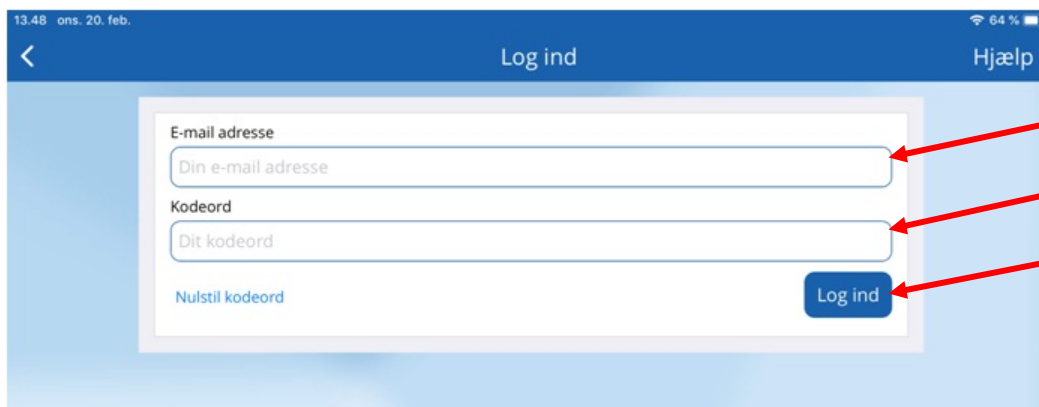 13.48 ons. 20. feb. 64 %
Log ind Hjælp
E-mail adresse
Din e-mail adresse
Kodeord
Dit kodeord
Nulstil kodeord Log ind